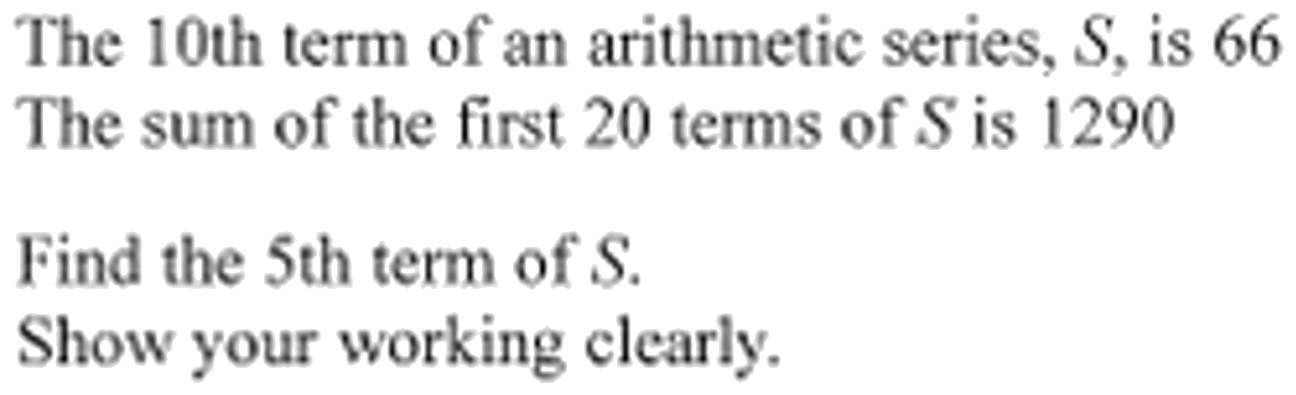 The 10th term of an arithmetic series, S, is 66
The sum of the first 20 terms of S is 1290
Find the 5th term of S.
Show your working clearly.